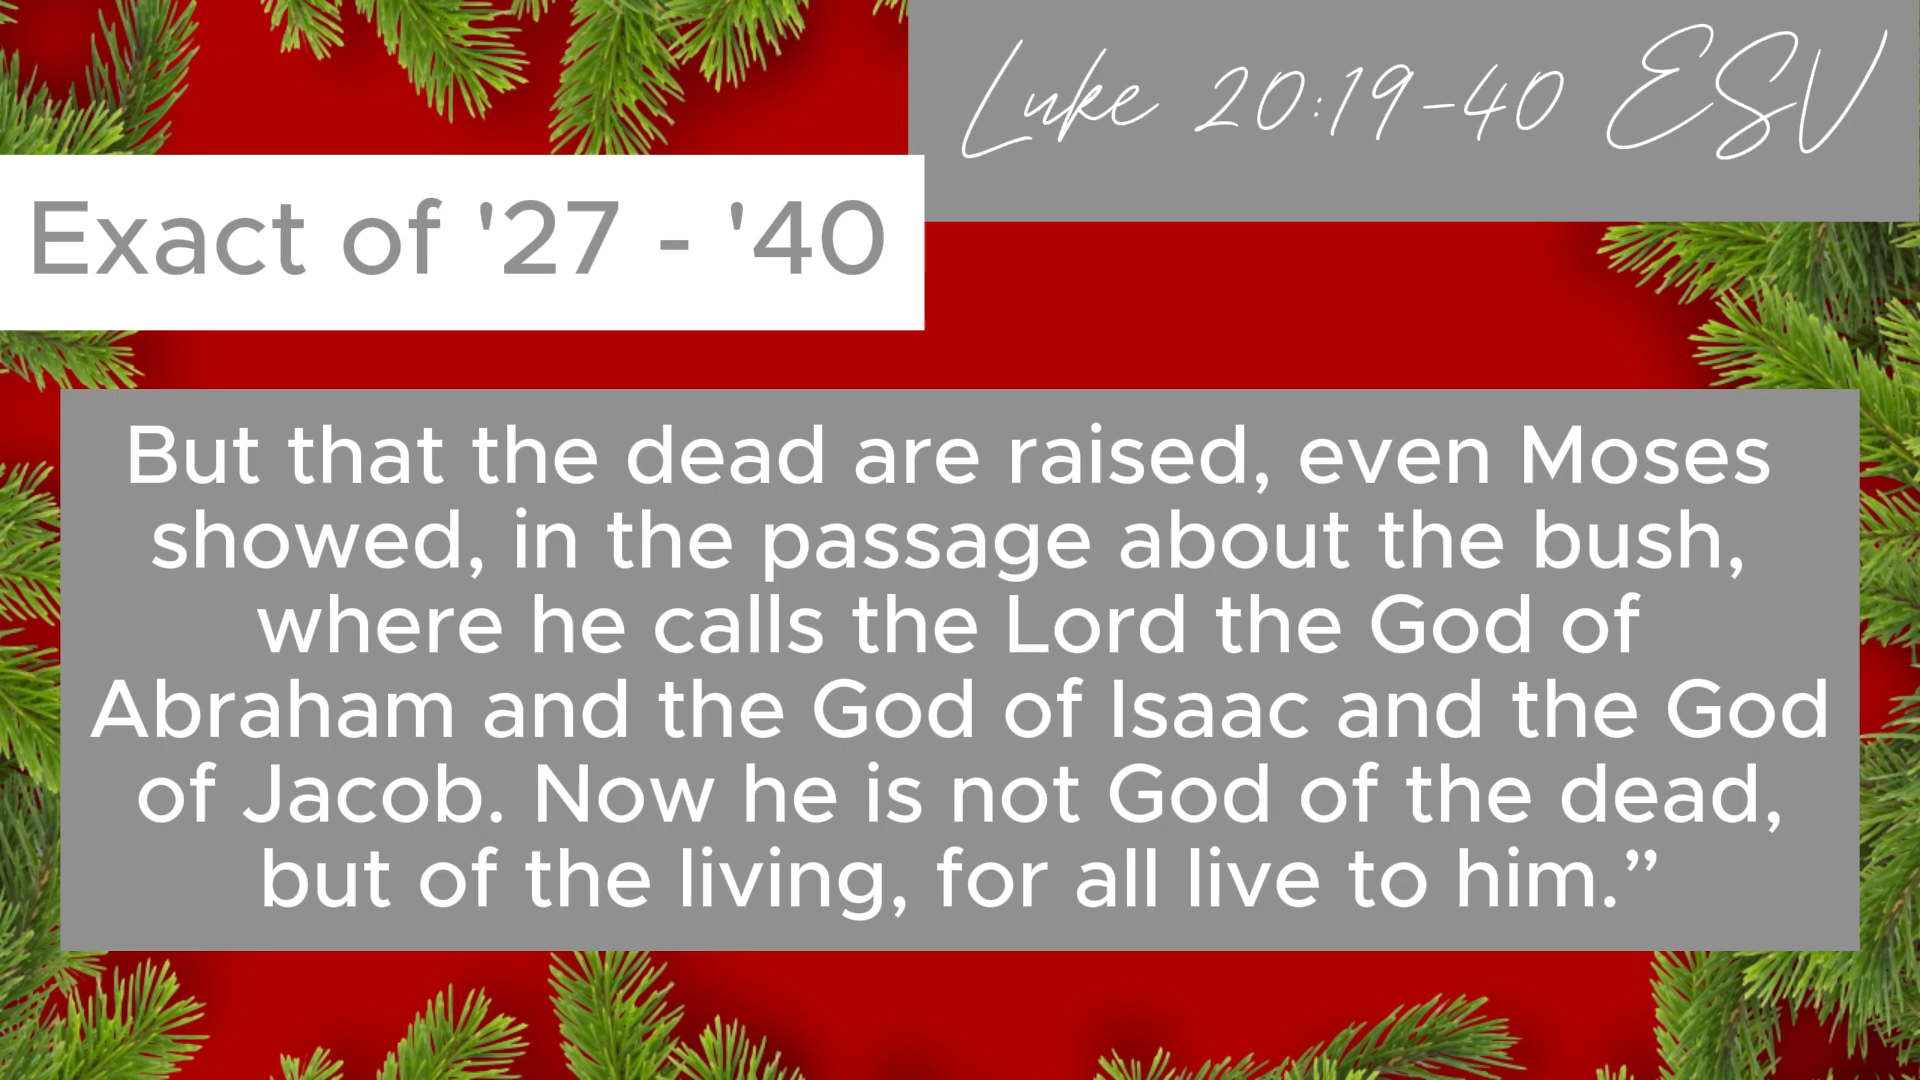 Luke 20:19-40 ESV
Exact of '27 - '40
But that the dead are raised, even Moses
showed, in the passage about the bush,
where he calls the Lord the God of
Abraham and the God of Isaac and the God
of Jacob. Now he is not God of the dead,
but of the living, for all live to him.”